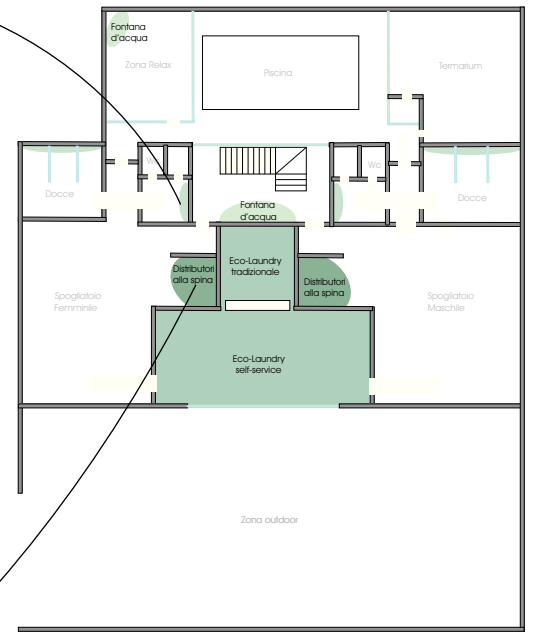 Fontana
d'acqua
Zona Relax
Piscina
Termarium
Wc
Wc
Docce
Docce
Fontana
d'acqua
Distributori
alla spina
Eco-Laundry
tradizionale
Distributori
alla spina
Spogliatoio
Femminile
Spogliatoio
Maschile
Eco-Laundry
self-service
Zona outdoor